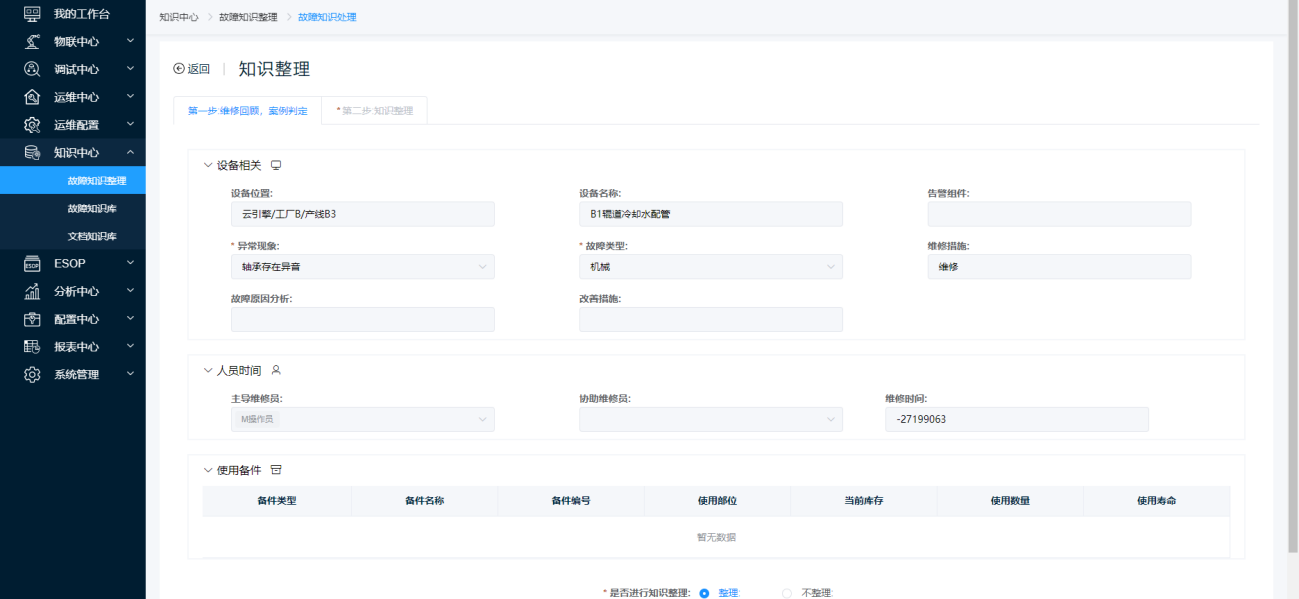 我的工作台
物联中心
调试中心
运维中心
运维配置
知识中心
故障知识整理
故障知识库
文档知识库
ESOP
分析中心
配置中心
报表中心
系统管理
知识中心 > 故障知识整理 > 故障知识处理
返回 | 知识整理
第一步:维修回顾，案例判定 *第二步:知识整理
设备相关
设备位置: 设备名称: 告警组件:
云引擎/工厂B/产线B3 B1辊道冷却水配管
* 异常现象: * 故障类型: 维修措施:
轴承存在异音 机械 维修
故障原因分析: 改善措施:
人员时间
主导维修员: 协助维修员: 维修时间:
M操作员 -27199063
使用备件
备件类型 备件名称 备件编号 使用部位 当前库存 使用数量 使用寿命
暂无数据
* 是否进行知识整理: 整理 不整理